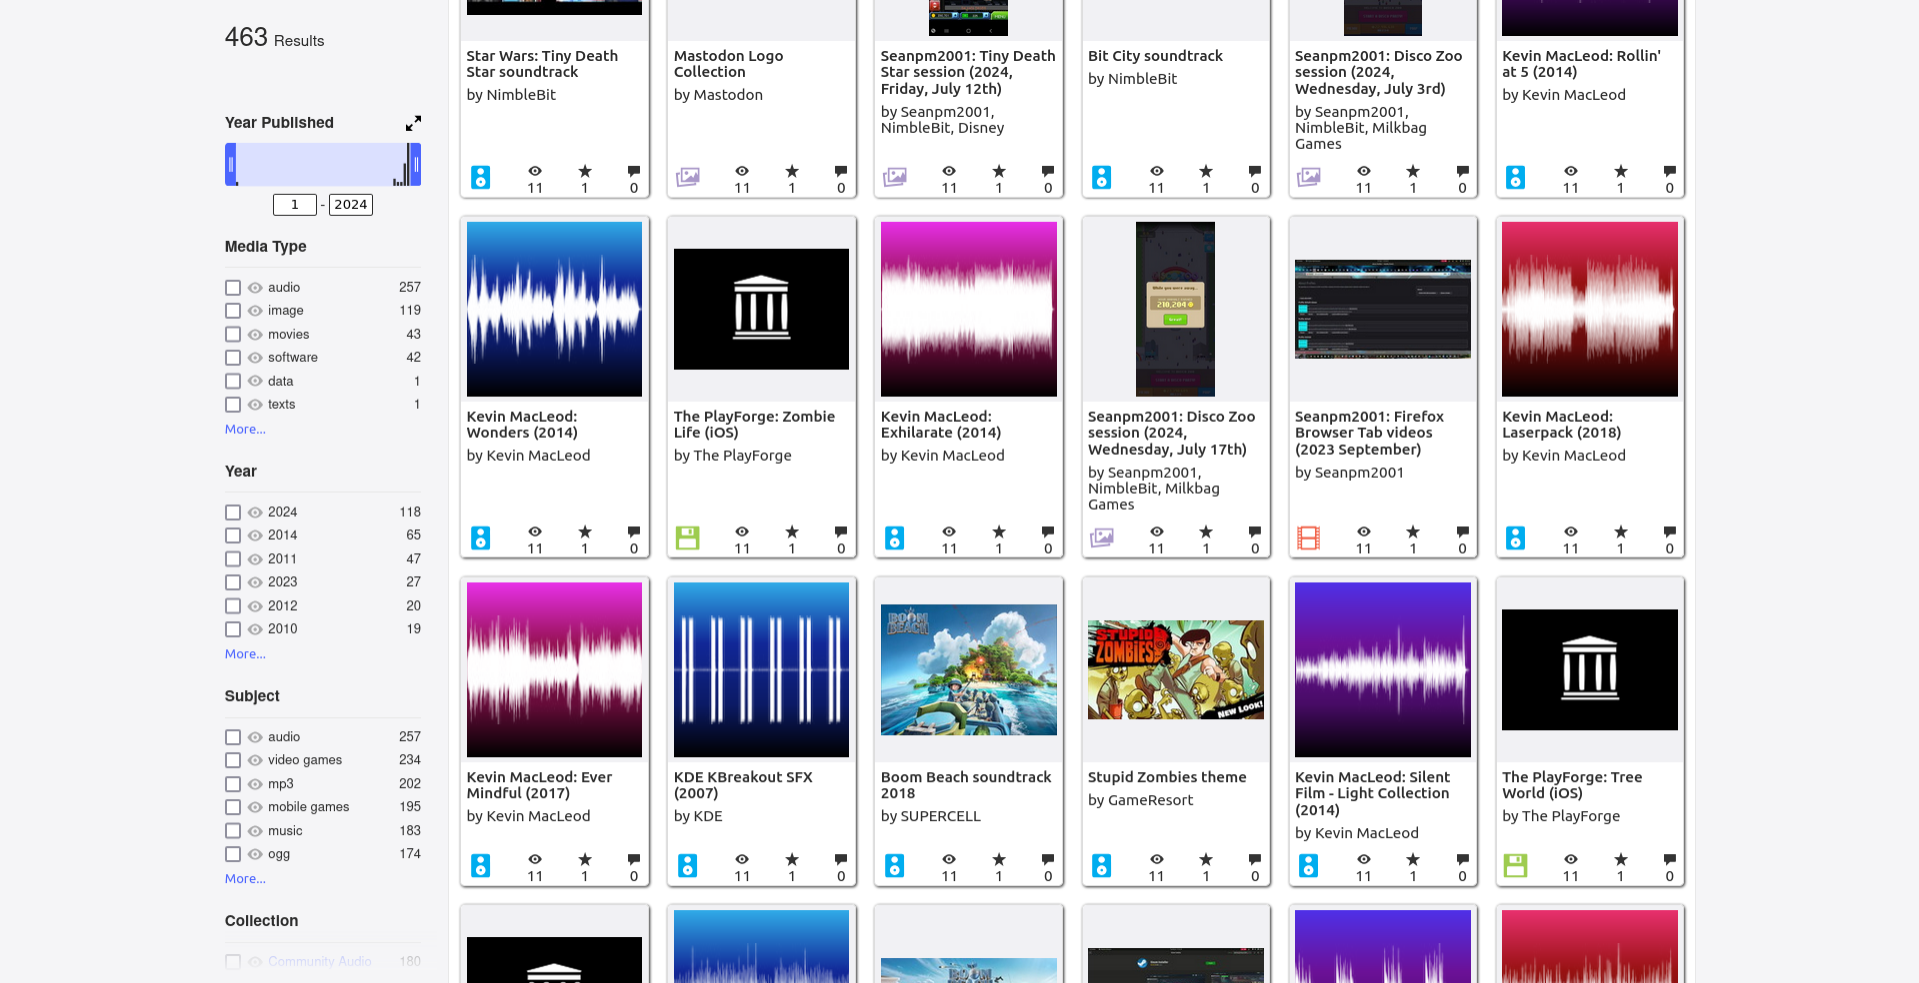 463 Results
Year Published
1 - 2024
Media Type
audio 257
image 119
movies 43
software 42
data 1
texts 1
More...
Year
2024 118
2014 65
2011 47
2023 27
2012 20
2010 19
More...
Subject
audio 257
video games 234
mp3 202
mobile games 195
music 183
ogg 174
More...
Collection
Community Audio 180
Star Wars: Tiny Death
Star soundtrack
by NimbleBit
11 1 0
Mastodon Logo
Collection
by Mastodon
11 1 0
Seanpm2001: Tiny Death
Star session (2024,
Friday, July 12th)
by Seanpm2001,
NimbleBit, Disney
11 1 0
Bit City soundtrack
by NimbleBit
11 1 0
Seanpm2001: Disco Zoo
session (2024,
Wednesday, July 3rd)
by Seanpm2001,
NimbleBit, Milkbag
Games
11 1 0
Kevin MacLeod: Rollin'
at 5 (2014)
by Kevin MacLeod
11 1 0
Kevin MacLeod:
Wonders (2014)
by Kevin MacLeod
11 1 0
The PlayForge: Zombie
Life (iOS)
by The PlayForge
11 1 0
Kevin MacLeod:
Exhilarate (2014)
by Kevin MacLeod
11 1 0
While you were away...
210,204
Seanpm2001: Disco Zoo
session (2024,
Wednesday, July 17th)
by Seanpm2001,
NimbleBit, Milkbag
Games
11 1 0
Seanpm2001: Firefox
Browser Tab videos
(2023 September)
by Seanpm2001
11 1 0
Kevin MacLeod:
Laserpack (2018)
by Kevin MacLeod
11 1 0
Kevin MacLeod: Ever
Mindful (2017)
by Kevin MacLeod
11 1 0
KDE KBreakout SFX
(2007)
by KDE
11 1 0
BOOM
BEACH
Boom Beach soundtrack
2018
by SUPERCELL
11 1 0
STUPID
ZOMBIES
NEW LOOK!
Stupid Zombies theme
by GameResort
11 1 0
Kevin MacLeod: Silent
Film - Light Collection
(2014)
by Kevin MacLeod
11 1 0
The PlayForge: Tree
World (iOS)
by The PlayForge
11 1 0
BOOM